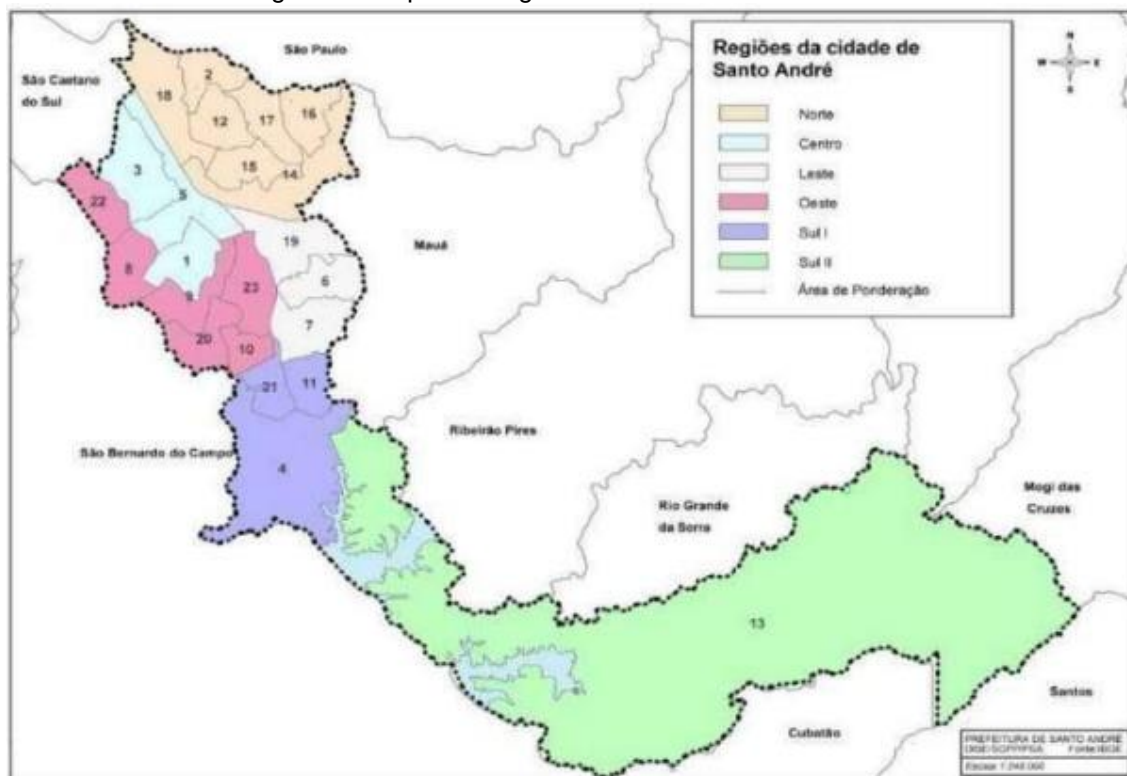 Regiões da cidade de
Santo André
Norte
Centro
Leste
Oeste
Sul I
Sul II
Área de Ponderação
N
W
E
S
São Paulo
São Caetano
do Sul
2
18
12
17
16
15
14
3
5
22
19
Mauá
8
1
6
9
23
7
20
10
21
11
Ribeirão Pires
São Bernardo do Campo
4
Rio Grande
da Serra
Mogi das
Cruzes
13
Santos
Cubatão
PREFEITURA DE SANTO ANDRÉ
Fonte:IBGE
Escala